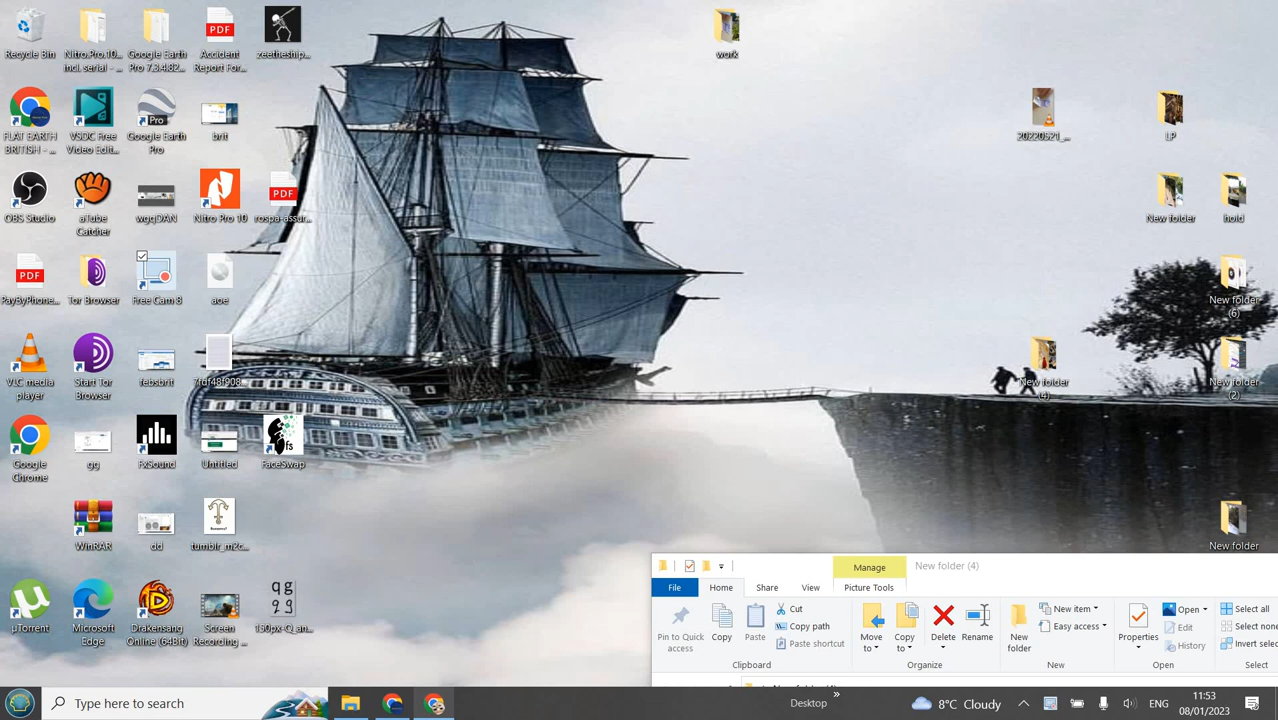 Recycle Bin
Nitro.Pro.10...
incl. serial - ...
Google Earth
Pro 7.3.4.82...
PDF
Accident
Report For...
zeetheship...
work
FLAT EARTH
BRITISH - ...
VSDC Free
Video Edit...
Pro
Google Earth
Pro
brit
20220521_...
LP
OBS Studio
aTube
Catcher
wgqDAN
Nitro Pro 10
PDF
rospa-assur...
New folder
hold
PDF
PayByPhone...
Tor Browser
Free Cam 8
aoe
New folder
(6)
VLC media
player
Start Tor
Browser
febsbrit
7fdf48f908...
New folder
(4)
New folder
(2)
Google
Chrome
gg
FxSound
Untitled
fs
FaceSwap
WinRAR
dd
tumblr_m2c...
New folder
µTorrent
Microsoft
Edge
Drakensang
Online (64Bit)
Screen
Recording ...
q g
150px-Q_an...
Manage
New folder (4)
File
Home
Share
View
Picture Tools
Pin to Quick
access
Copy
Paste
Cut
Copy path
Paste shortcut
Clipboard
Move
to
Copy
to
Delete
Rename
Organize
New
folder
New item
Easy access
New
Properties
Open
Edit
History
Open
Select all
Select none
Invert selec
Select
Type here to search
Desktop
»
8°C Cloudy
ENG
11:53
08/01/2023